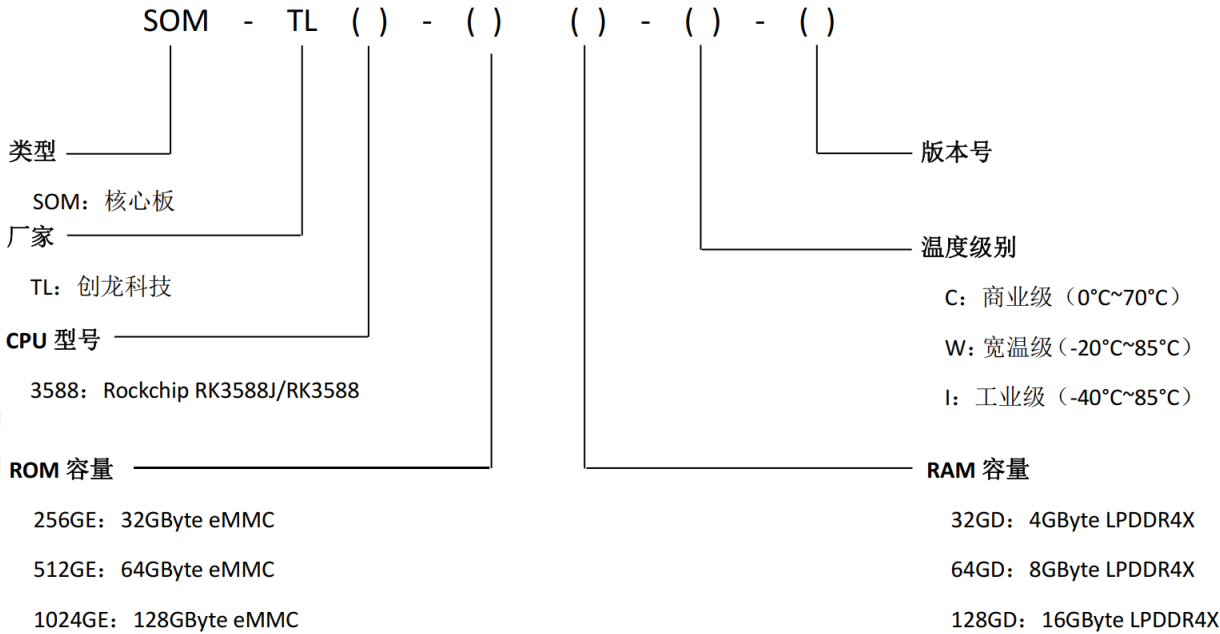 SOM - TL ( ) - ( ) ( ) - ( ) - ( )
类型
SOM：核心板
厂家
TL：创龙科技
CPU 型号
3588：Rockchip RK3588J/RK3588
ROM 容量
256GE：32GByte eMMC
512GE：64GByte eMMC
1024GE：128GByte eMMC
版本号
温度级别
C：商业级（0°C~70°C）
W：宽温级（-20°C~85°C）
I：工业级（-40°C~85°C）
RAM 容量
32GD：4GByte LPDDR4X
64GD：8GByte LPDDR4X
128GD：16GByte LPDDR4X